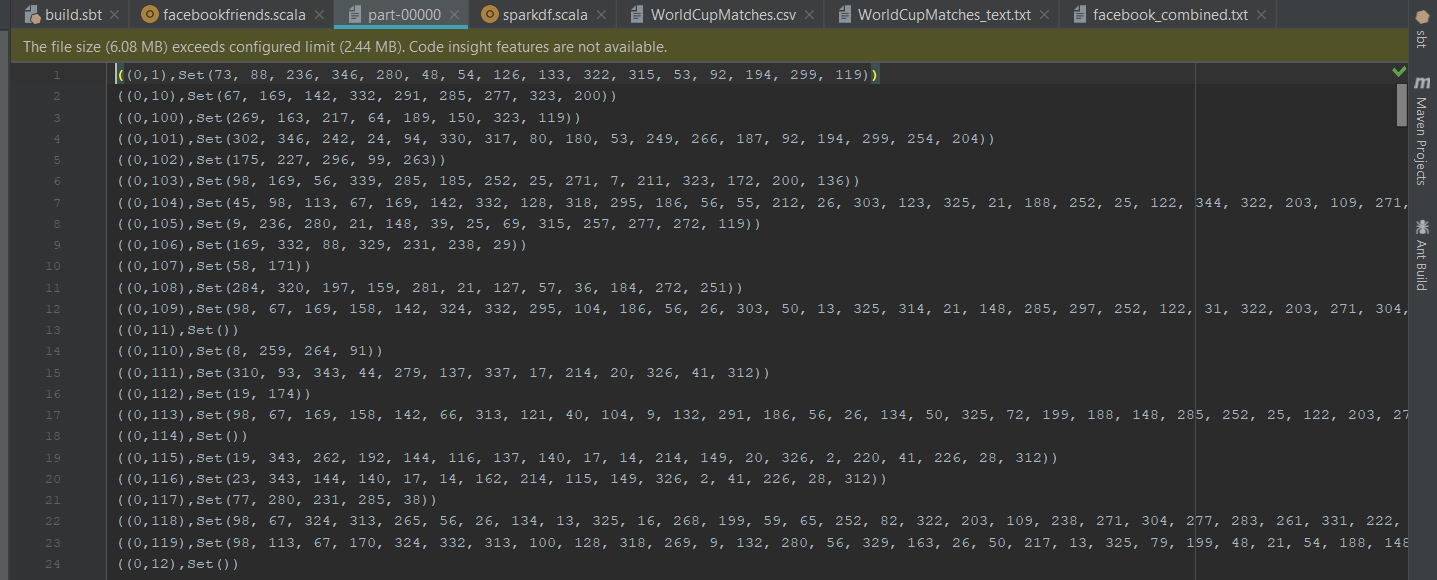 build.sbt facebookfriends.scala part-00000 sparkdf.scala WorldCupMatches.csv WorldCupMatches_text.txt facebook_combined.txt
The file size (6.08 MB) exceeds configured limit (2.44 MB). Code insight features are not available.
1 ((0,1),Set(73, 88, 236, 346, 280, 48, 54, 126, 133, 322, 315, 53, 92, 194, 299, 119))
2 ((0,10),Set(67, 169, 142, 332, 291, 285, 277, 323, 200))
3 ((0,100),Set(269, 163, 217, 64, 189, 150, 323, 119))
4 ((0,101),Set(302, 346, 242, 24, 94, 330, 317, 80, 180, 53, 249, 266, 187, 92, 194, 299, 254, 204))
5 ((0,102),Set(175, 227, 296, 99, 263))
6 ((0,103),Set(98, 169, 56, 339, 285, 185, 252, 25, 271, 7, 211, 323, 172, 200, 136))
7 ((0,104),Set(45, 98, 113, 67, 169, 142, 332, 128, 318, 295, 186, 56, 55, 212, 26, 303, 123, 325, 21, 188, 252, 25, 122, 344, 322, 203, 109, 271,
8 ((0,105),Set(9, 236, 280, 21, 148, 39, 25, 69, 315, 257, 277, 272, 119))
9 ((0,106),Set(169, 332, 88, 329, 231, 238, 29))
10 ((0,107),Set(58, 171))
11 ((0,108),Set(284, 320, 197, 159, 281, 21, 127, 57, 36, 184, 272, 251))
12 ((0,109),Set(98, 67, 169, 158, 142, 324, 332, 295, 104, 186, 56, 26, 303, 50, 13, 325, 314, 21, 148, 285, 297, 252, 122, 31, 322, 203, 271, 304,
13 ((0,11),Set())
14 ((0,110),Set(8, 259, 264, 91))
15 ((0,111),Set(310, 93, 343, 44, 279, 137, 337, 17, 214, 20, 326, 41, 312))
16 ((0,112),Set(19, 174))
17 ((0,113),Set(98, 67, 169, 158, 142, 66, 313, 121, 40, 104, 9, 132, 291, 186, 56, 26, 134, 50, 325, 72, 199, 188, 148, 285, 252, 25, 122, 203, 27
18 ((0,114),Set())
19 ((0,115),Set(19, 343, 262, 192, 144, 116, 137, 140, 17, 14, 214, 149, 20, 326, 2, 220, 41, 226, 28, 312))
20 ((0,116),Set(23, 343, 144, 140, 17, 14, 162, 214, 115, 149, 326, 2, 41, 226, 28, 312))
21 ((0,117),Set(77, 280, 231, 285, 38))
22 ((0,118),Set(98, 67, 324, 313, 265, 56, 26, 134, 13, 325, 16, 268, 199, 59, 65, 252, 82, 322, 203, 109, 238, 271, 304, 277, 283, 261, 331, 222,
23 ((0,119),Set(98, 113, 67, 170, 324, 332, 313, 100, 128, 318, 269, 9, 132, 280, 56, 329, 163, 26, 50, 217, 13, 325, 79, 199, 48, 21, 54, 188, 148
24 ((0,12),Set())
sbt
m Maven Projects
Ant Build